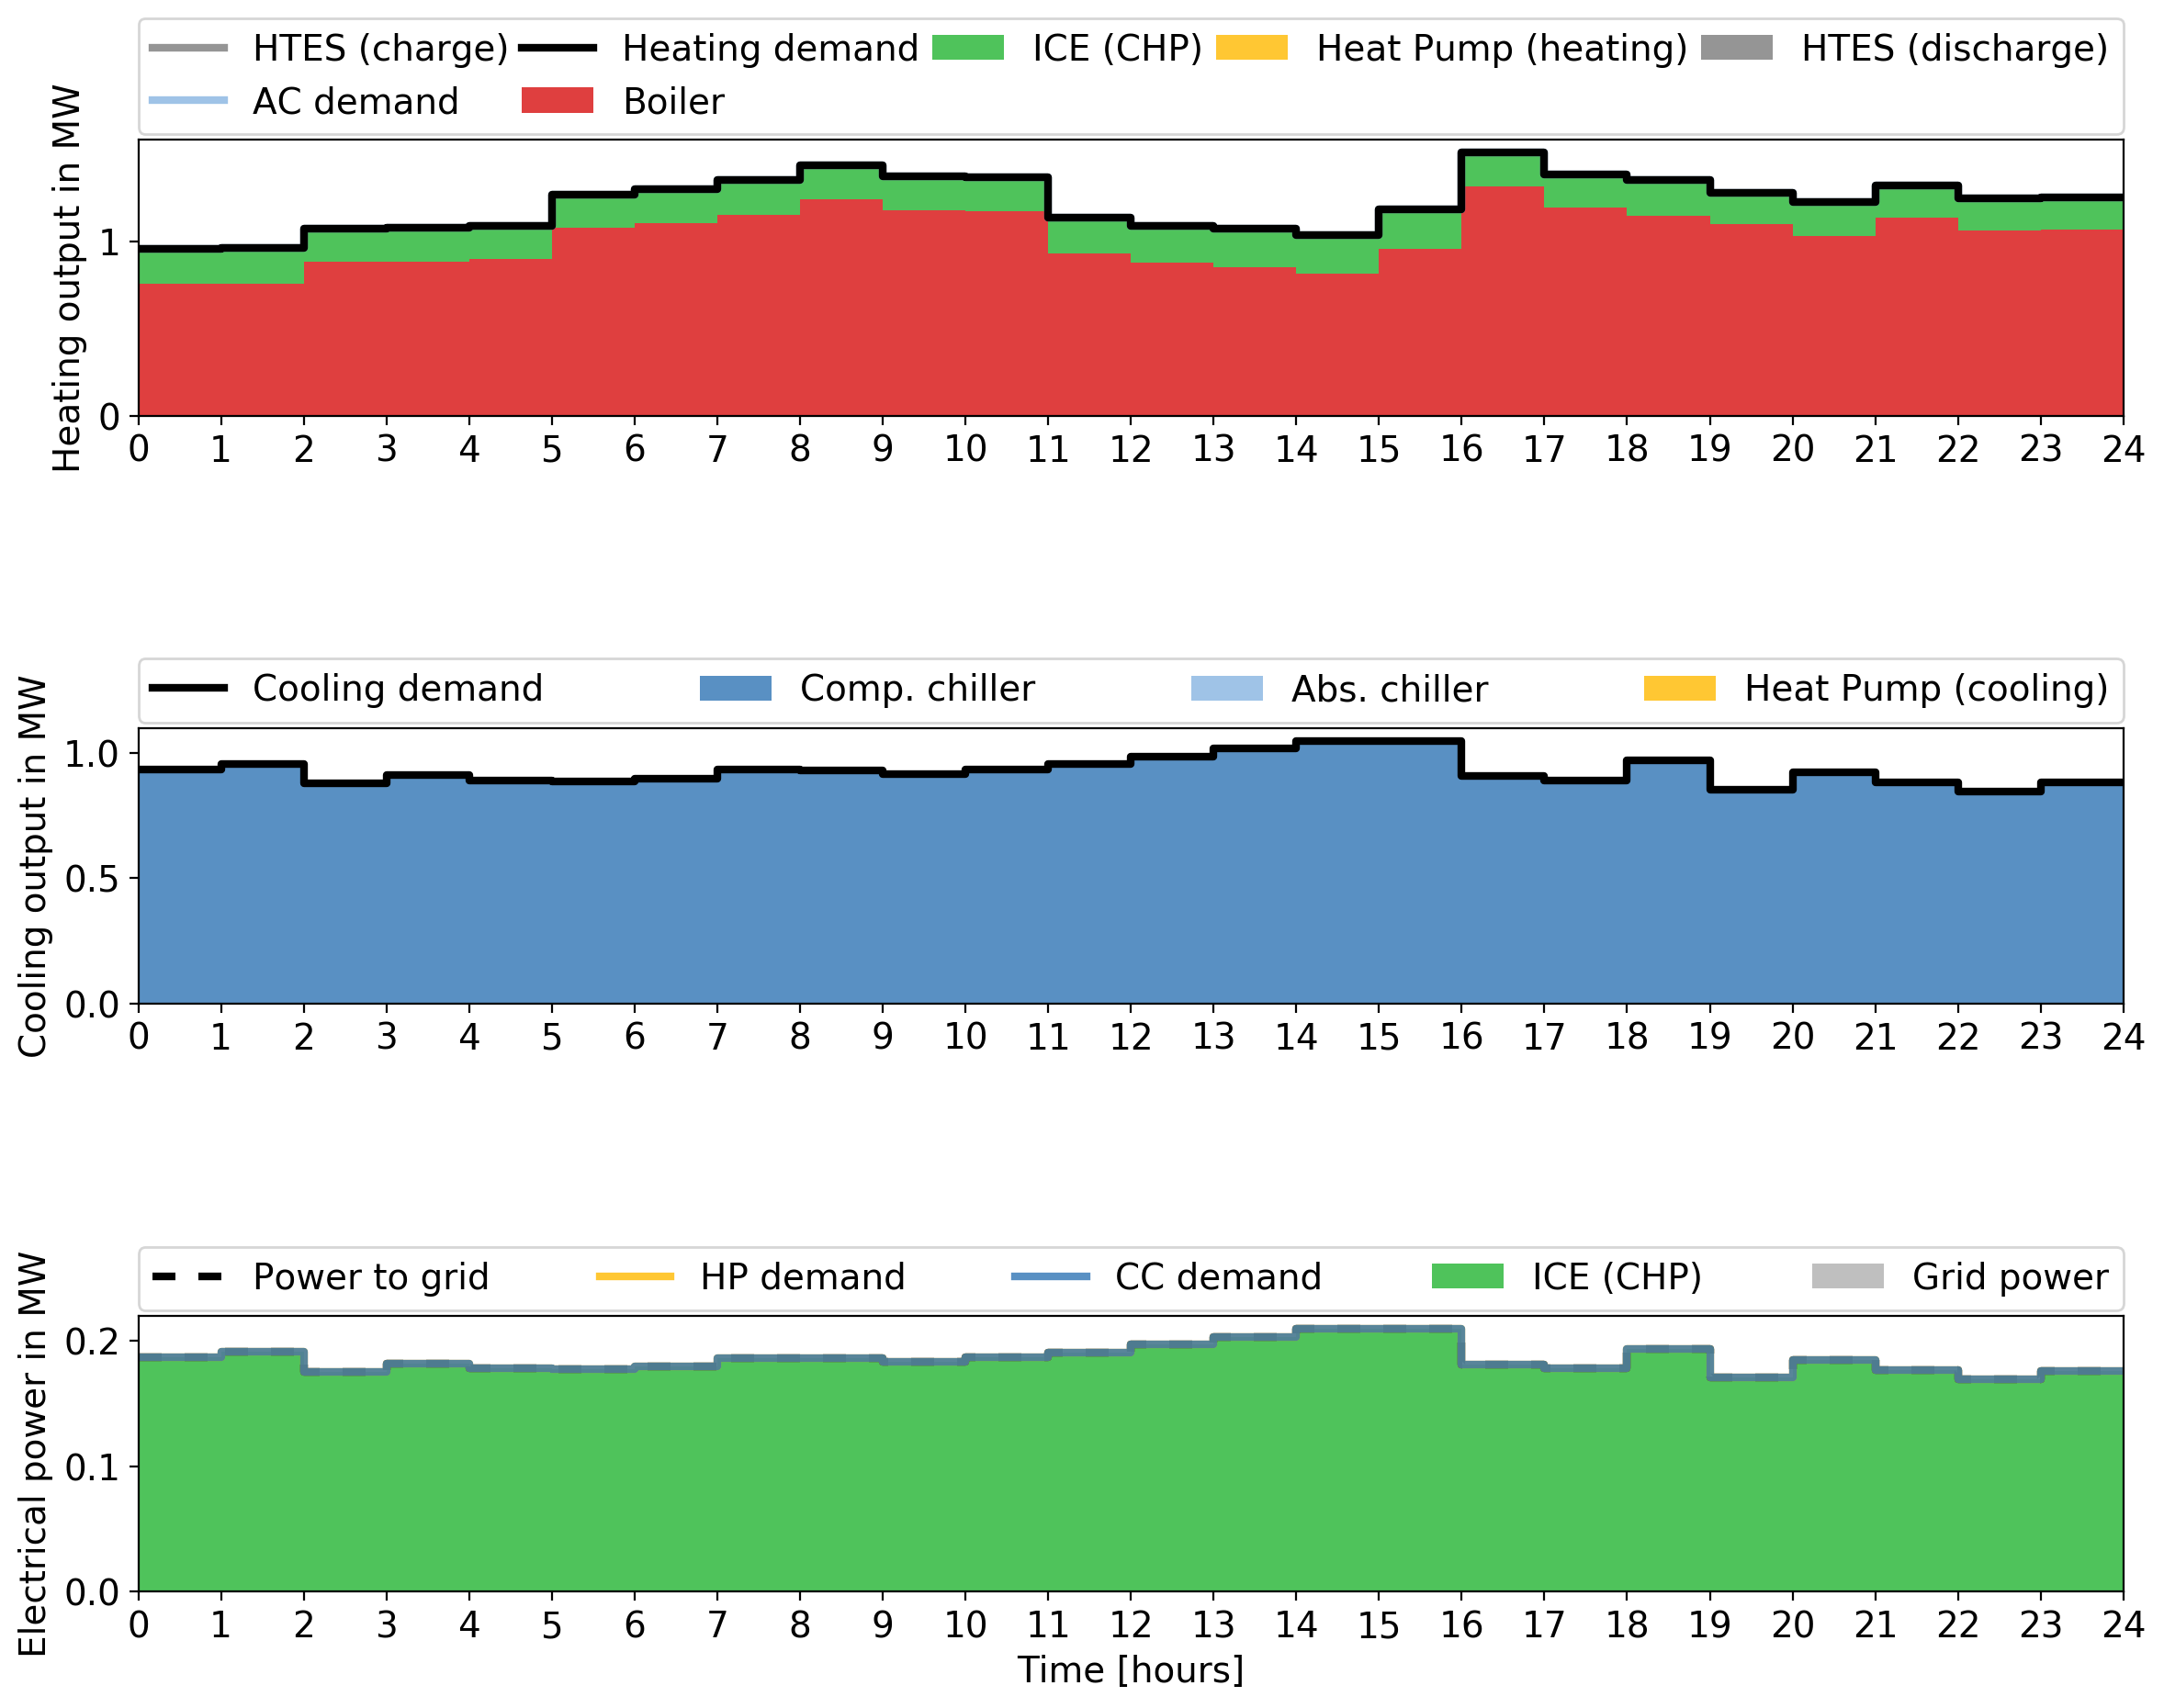 HTES (charge) Heating demand ICE (CHP) Heat Pump (heating) HTES (discharge)
AC demand Boiler
Heating output in MW
1
0
0 1 2 3 4 5 6 7 8 9 10 11 12 13 14 15 16 17 18 19 20 21 22 23 24
Cooling demand Comp. chiller Abs. chiller Heat Pump (cooling)
Cooling output in MW
1.0
0.5
0.0
0 1 2 3 4 5 6 7 8 9 10 11 12 13 14 15 16 17 18 19 20 21 22 23 24
Power to grid HP demand CC demand ICE (CHP) Grid power
Electrical power in MW
0.2
0.1
0.0
0 1 2 3 4 5 6 7 8 9 10 11 12 13 14 15 16 17 18 19 20 21 22 23 24
Time [hours]